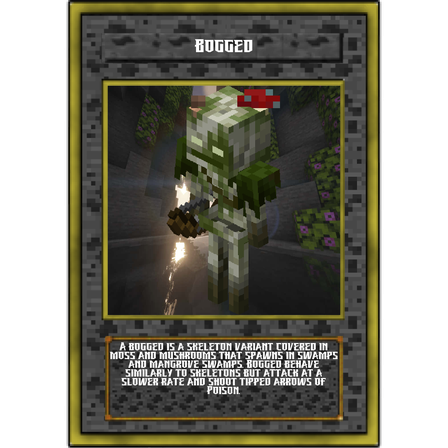 BOGGED
A BOGGED IS A SKELETON VARIANT COVERED IN
MOSS AND MUSHROOMS THAT SPAWNS IN SWAMPS
AND MANGROVE SWAMPS. BOGGED BEHAVE
SIMILARLY TO SKELETONS BUT ATTACK AT A
SLOWER RATE AND SHOOT TIPPED ARROWS OF
POISON.